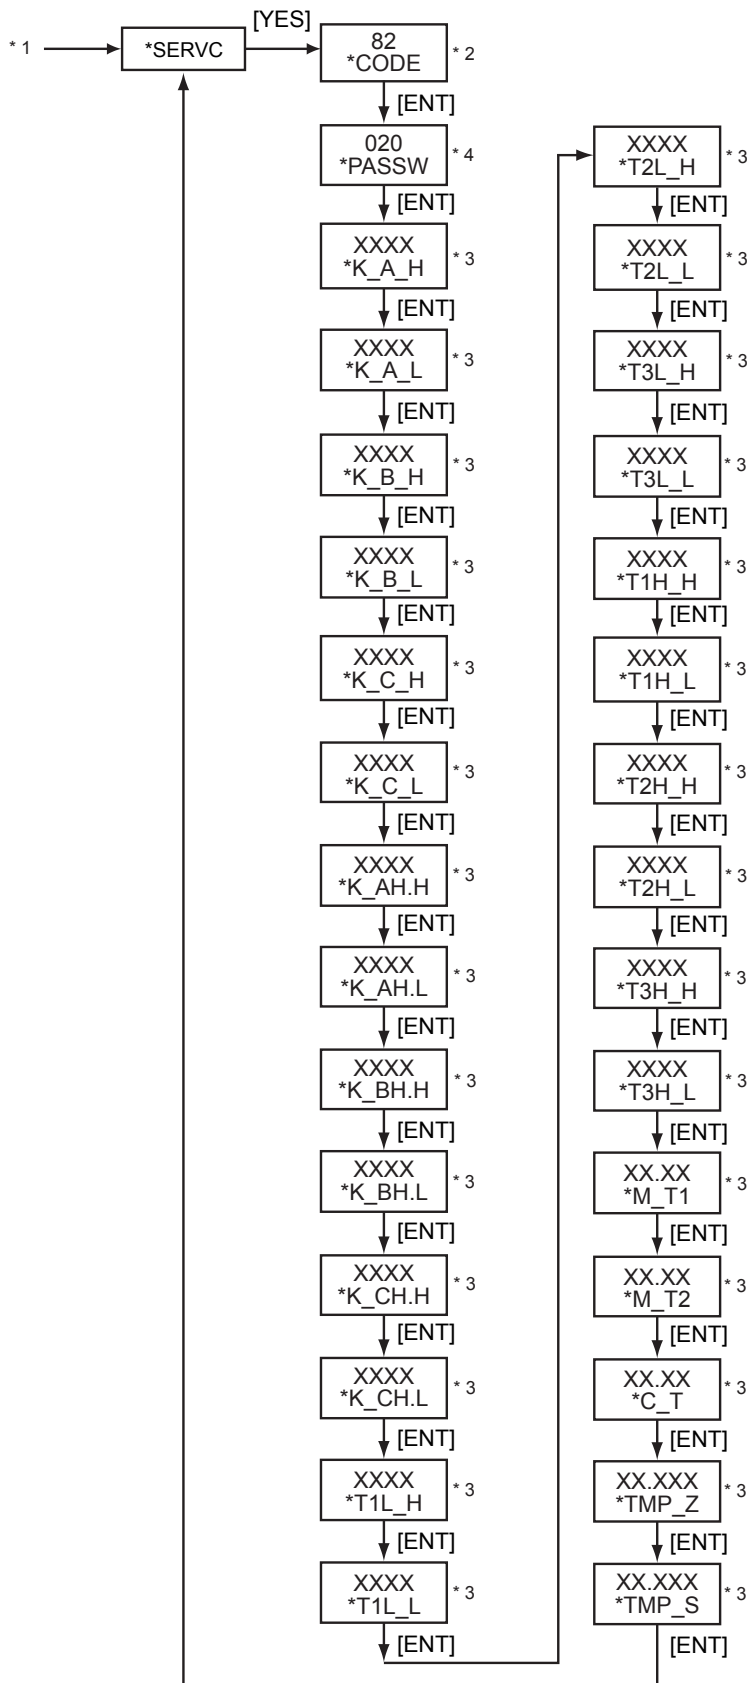 * 1
*SERVC
[YES]
82
*CODE
* 2
[ENT]
020
*PASSW
* 4
[ENT]
XXXX
*K_A_H
* 3
[ENT]
XXXX
*K_A_L
* 3
[ENT]
XXXX
*K_B_H
* 3
[ENT]
XXXX
*K_B_L
* 3
[ENT]
XXXX
*K_C_H
* 3
[ENT]
XXXX
*K_C_L
* 3
[ENT]
XXXX
*K_AH.H
* 3
[ENT]
XXXX
*K_AH.L
* 3
[ENT]
XXXX
*K_BH.H
* 3
[ENT]
XXXX
*K_BH.L
* 3
[ENT]
XXXX
*K_CH.H
* 3
[ENT]
XXXX
*K_CH.L
* 3
[ENT]
XXXX
*T1L_H
* 3
[ENT]
XXXX
*T1L_L
* 3
[ENT]
XXXX
*T2L_H
* 3
[ENT]
XXXX
*T2L_L
* 3
[ENT]
XXXX
*T3L_H
* 3
[ENT]
XXXX
*T3L_L
* 3
[ENT]
XXXX
*T1H_H
* 3
[ENT]
XXXX
*T1H_L
* 3
[ENT]
XXXX
*T2H_H
* 3
[ENT]
XXXX
*T2H_L
* 3
[ENT]
XXXX
*T3H_H
* 3
[ENT]
XXXX
*T3H_L
* 3
[ENT]
XX.XX
*M_T1
* 3
[ENT]
XX.XX
*M_T2
* 3
[ENT]
XX.XX
*C_T
* 3
[ENT]
XX.XXX
*TMP_Z
* 3
[ENT]
XX.XXX
*TMP_S
* 3
[ENT]